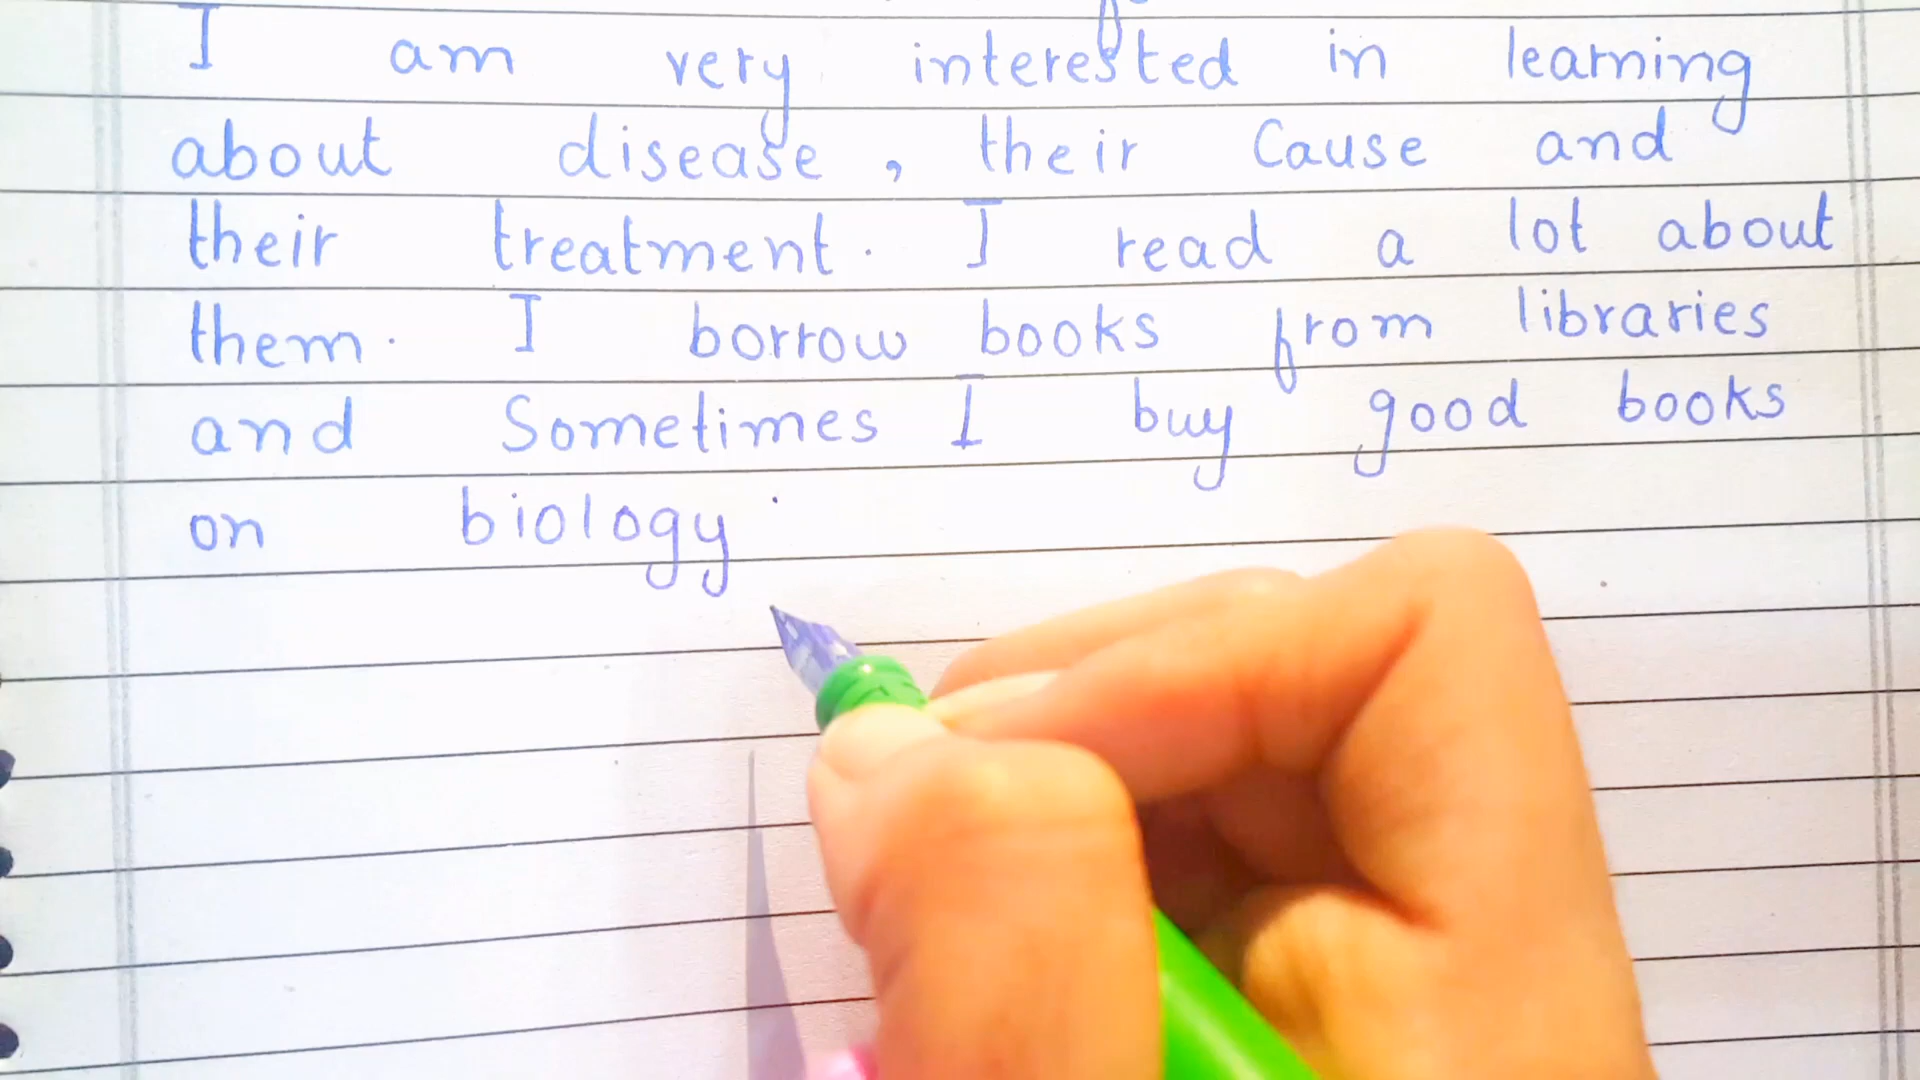 I am very interested in learning
about disease, their Cause and
their treatment. I read a lot about
them. I borrow books from libraries
and Sometimes I buy good books
on biology